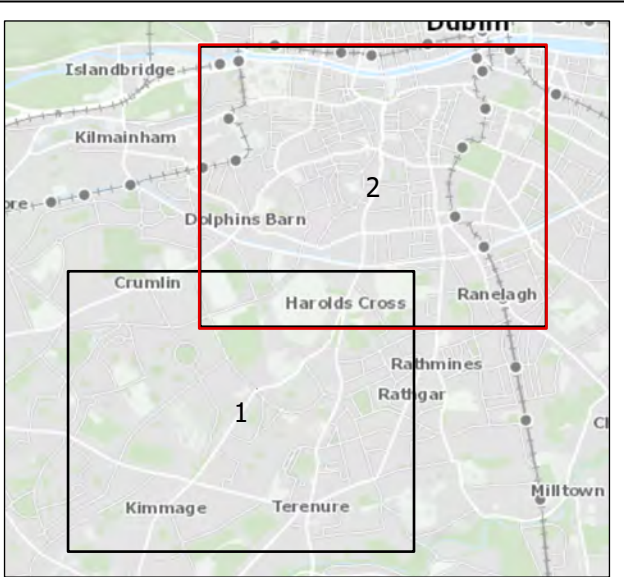 Dublin
Islandbridge
Kilmainham
ore
2
Dolphins Barn
Crumlin
Harolds Cross
Ranelagh
Rathmines
Rathgar
1
Cl
Milltown
Kimmage
Terenure